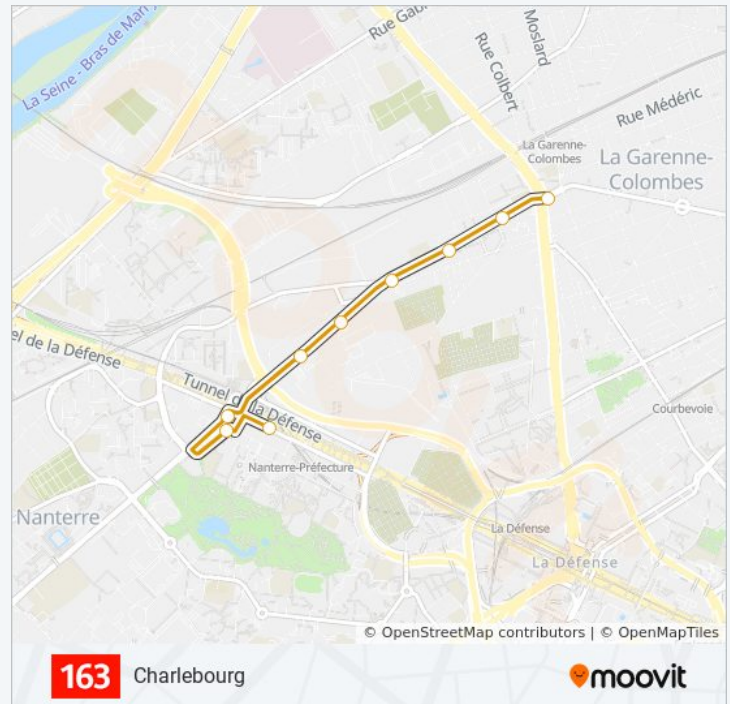 La Seine - Bras de Mar
Rue Gab
Moslard
Rue Colbert
Rue Médéric
La Garenne-
Colombes
La Garenne-
Colombes
el de la Défense
Tunnel de la Défense
Courbevoie
Nanterre-Préfecture
Nanterre
La Défense
La Défense
© OpenStreetMap contributors | © OpenMapTiles
163 Charlebourg
moovit